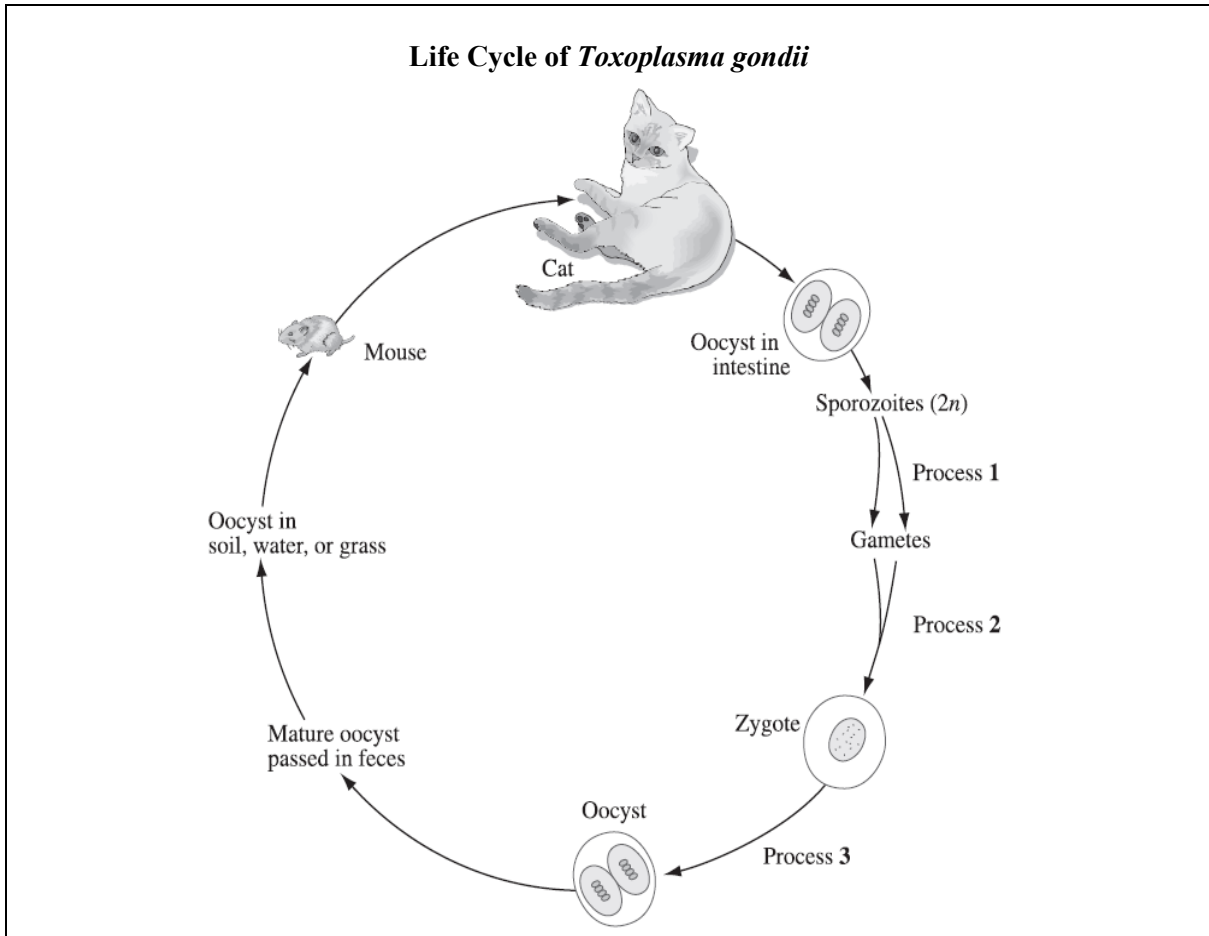 Life Cycle of Toxoplasma gondii
Cat
Mouse
Oocyst in
intestine
Sporozoites (2n)
Process 1
Gametes
Process 2
Zygote
Process 3
Oocyst
Mature oocyst
passed in feces
Oocyst in
soil, water, or grass